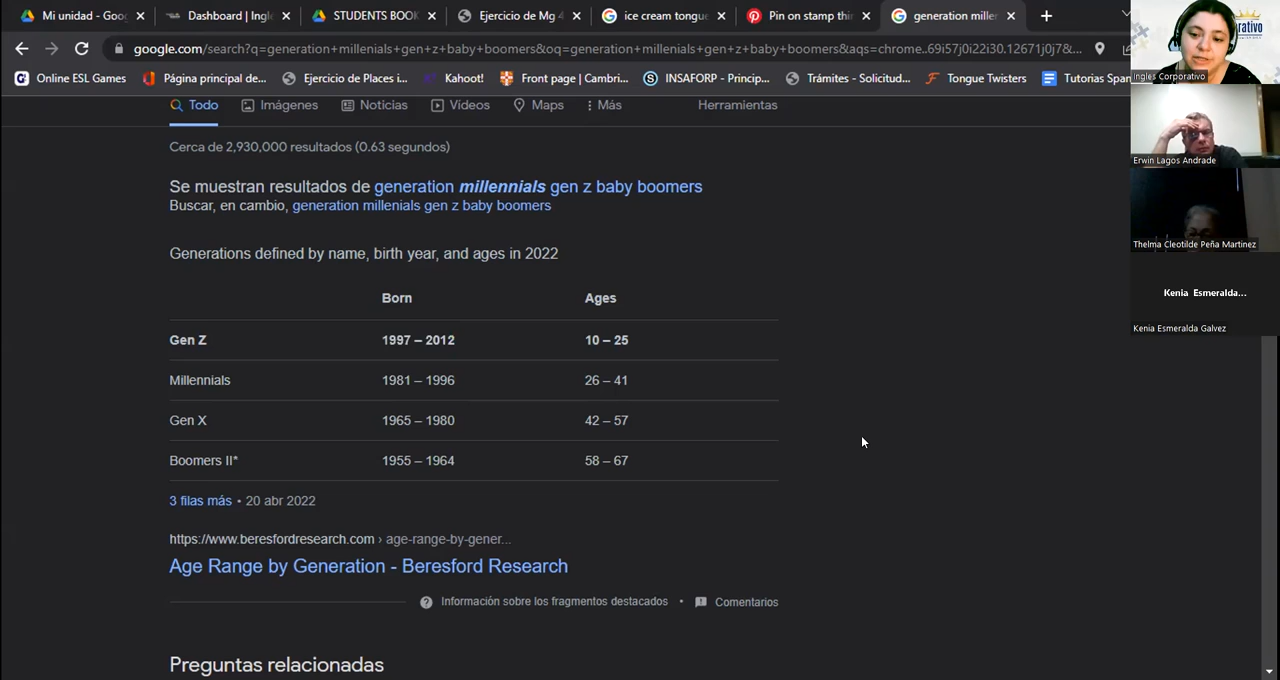 Mi unidad - Goo
Dashboard | Ingl
STUDENTS BOOK
Ejercicio de Mg 4
ice cream tongue
Pin on stamp thin
generation miller
google.com/search?q=generation+millenials+gen+z+baby+boomers&oq=generation+millenials+gen+z+baby+boomers&aqs=chrome..69i57j0i22i30.12671j0j7&...
Online ESL Games
Página principal de...
Ejercicio de Places i...
Kahoot!
Front page | Cambri...
INSAFORP - Princip...
Trámites - Solicitud...
Tongue Twisters
Tutorias Span
Todo
Imágenes
Noticias
Vídeos
Maps
Más
Herramientas
Cerca de 2,930,000 resultados (0.63 segundos)
Se muestran resultados de generation millennials gen z baby boomers
Buscar, en cambio, generation millenials gen z baby boomers
Generations defined by name, birth year, and ages in 2022
Born Ages
Gen Z 1997 – 2012 10 – 25
Millennials 1981 – 1996 26 – 41
Gen X 1965 – 1980 42 – 57
Boomers II* 1955 – 1964 58 – 67
3 filas más • 20 abr 2022
https://www.beresfordresearch.com › age-range-by-gener...
Age Range by Generation - Beresford Research
Información sobre los fragmentos destacados • Comentarios
Preguntas relacionadas
Ingles Corporativo
Erwin Lagos Andrade
Thelma Cleotilde Peña Martinez
Kenia Esmeralda...
Kenia Esmeralda Galvez